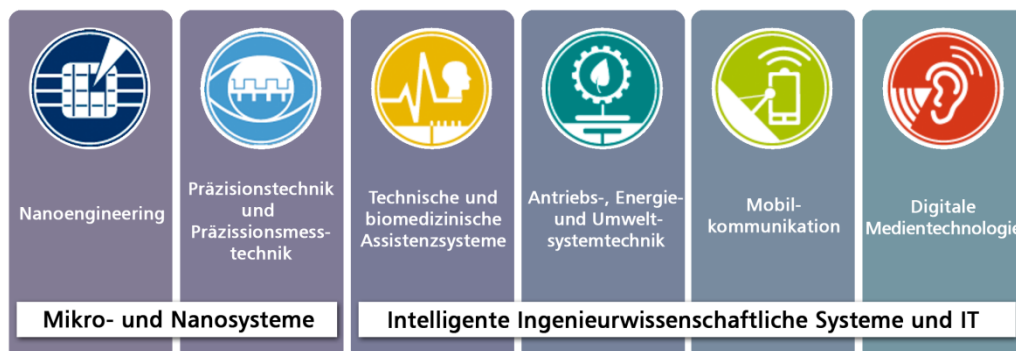 Nanoengineering
Präzisionstechnik
und
Präzissionsmess-
technik
Technische und
biomedizinische
Assistenzsysteme
Antriebs-, Energie-
und Umwelt-
systemtechnik
Mobil-
kommunikation
Digitale
Medientechnologie
Mikro- und Nanosysteme
Intelligente Ingenieurwissenschaftliche Systeme und IT